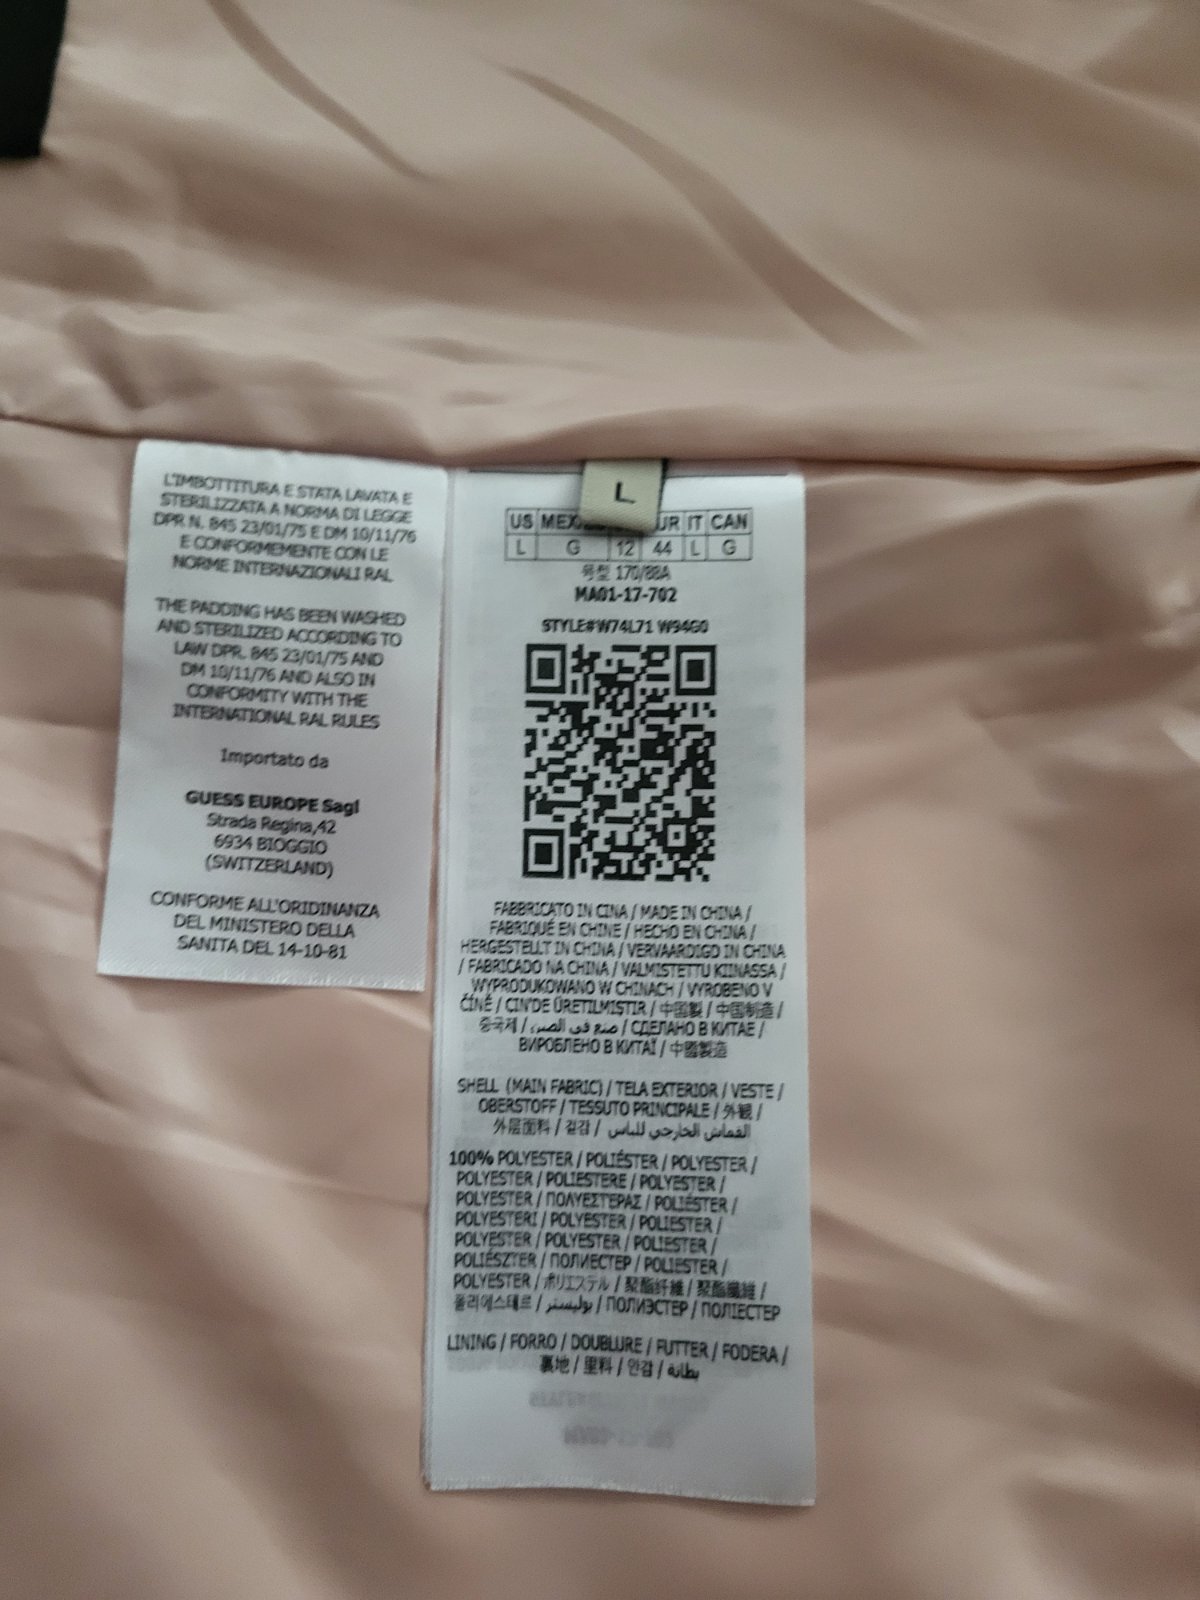 L'IMBOTTITURA E STATA LAVATA E
STERILIZZATA A NORMA DI LEGGE
DPR N. 845 23/01/75 E DM 10/11/76
E CONFORMEMENTE CON LE
NORME INTERNAZIONALI RAL
THE PADDING HAS BEEN WASHED
AND STERILIZED ACCORDING TO
LAW DPR. 845 23/01/75 AND
DM 10/11/76 AND ALSO IN
CONFORMITY WITH THE
INTERNATIONAL RAL RULES
Importato da
GUESS EUROPE Sagl
Strada Regina,42
6934 BIOGGIO
(SWITZERLAND)
CONFORME ALL'ORIDINANZA
DEL MINISTERO DELLA
SANITA DEL 14-10-81
L
US IT CAN
L G 12 44 L G
号型 170/88A
MA01-17-702
STYLE#W74L71 W94G0
FABBRICATO IN CINA / MADE IN CHINA /
FABRIQUÉ EN CHINE / HECHO EN CHINA /
HERGESTELLT IN CHINA / VERVAARDIGD IN CHINA
/ FABRICADO NA CHINA / VALMISTETTU KIINASSA /
WYPRODUKOWANO W CHINACH / VYROBENO V
ČÍNĚ / CIN'DE ÜRETILMISTIR / 中国製 / 中国制造 /
중국제 / صنع في الصين / СДЕЛАНО В КИТАЕ /
ВИРОБЛЕНО В КИТАЇ / 中國製造
SHELL (MAIN FABRIC) / TELA EXTERIOR / VESTE /
OBERSTOFF / TESSUTO PRINCIPALE / 外観 /
外层面料 / 겉감 / القماش الخارجي للباس
100% POLYESTER / POLIÉSTER / POLYESTER /
POLYESTER / POLIESTERE / POLYESTER /
POLYESTER / ΠΟΛΥΕΣΤΕΡΑΣ / POLIÉSTER /
POLYESTERI / POLYESTER / POLIESTER /
POLYESTER / POLYESTER / POLIESTER /
POLIÉSZTER / ПОЛИЕСТЕР / POLIESTER /
POLYESTER / ポリエステル / 聚酯纤维 / 聚酯纖維 /
폴리에스테르 / بوليستر / ПОЛИЭСТЕР / ПОЛІЕСТЕР
LINING / FORRO / DOUBLURE / FUTTER / FODERA /
裏地 / 里料 / 안감 / بطانة